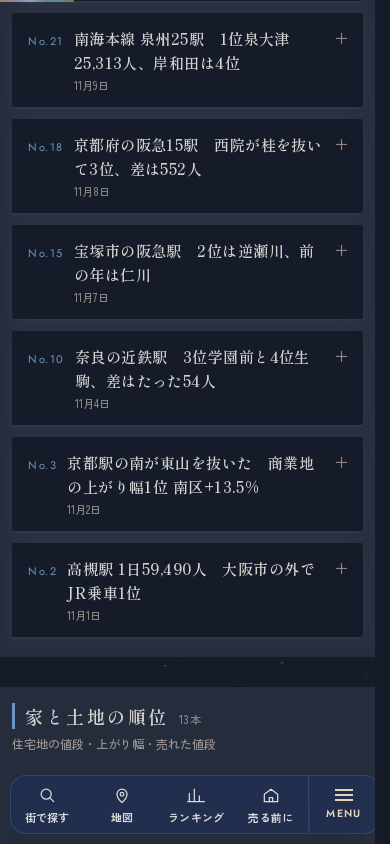 No.21 南海本線 泉州25駅　1位泉大津
25,313人、岸和田は4位
11月9日
No.18 京都府の阪急15駅　西院が桂を抜い
て3位、差は552人
11月8日
No.15 宝塚市の阪急駅　2位は逆瀬川、前
の年は仁川
11月7日
No.10 奈良の近鉄駅　3位学園前と4位生
駒、差はたった54人
11月4日
No.3 京都駅の南が東山を抜いた　商業地
の上がり幅1位 南区+13.5%
11月2日
No.2 高槻駅 1日59,490人　大阪市の外で
JR乗車1位
11月1日
家と土地の順位 13本
住宅地の値段・上がり幅・売れた値段
街で探す 地図 ランキング 売る前に MENU